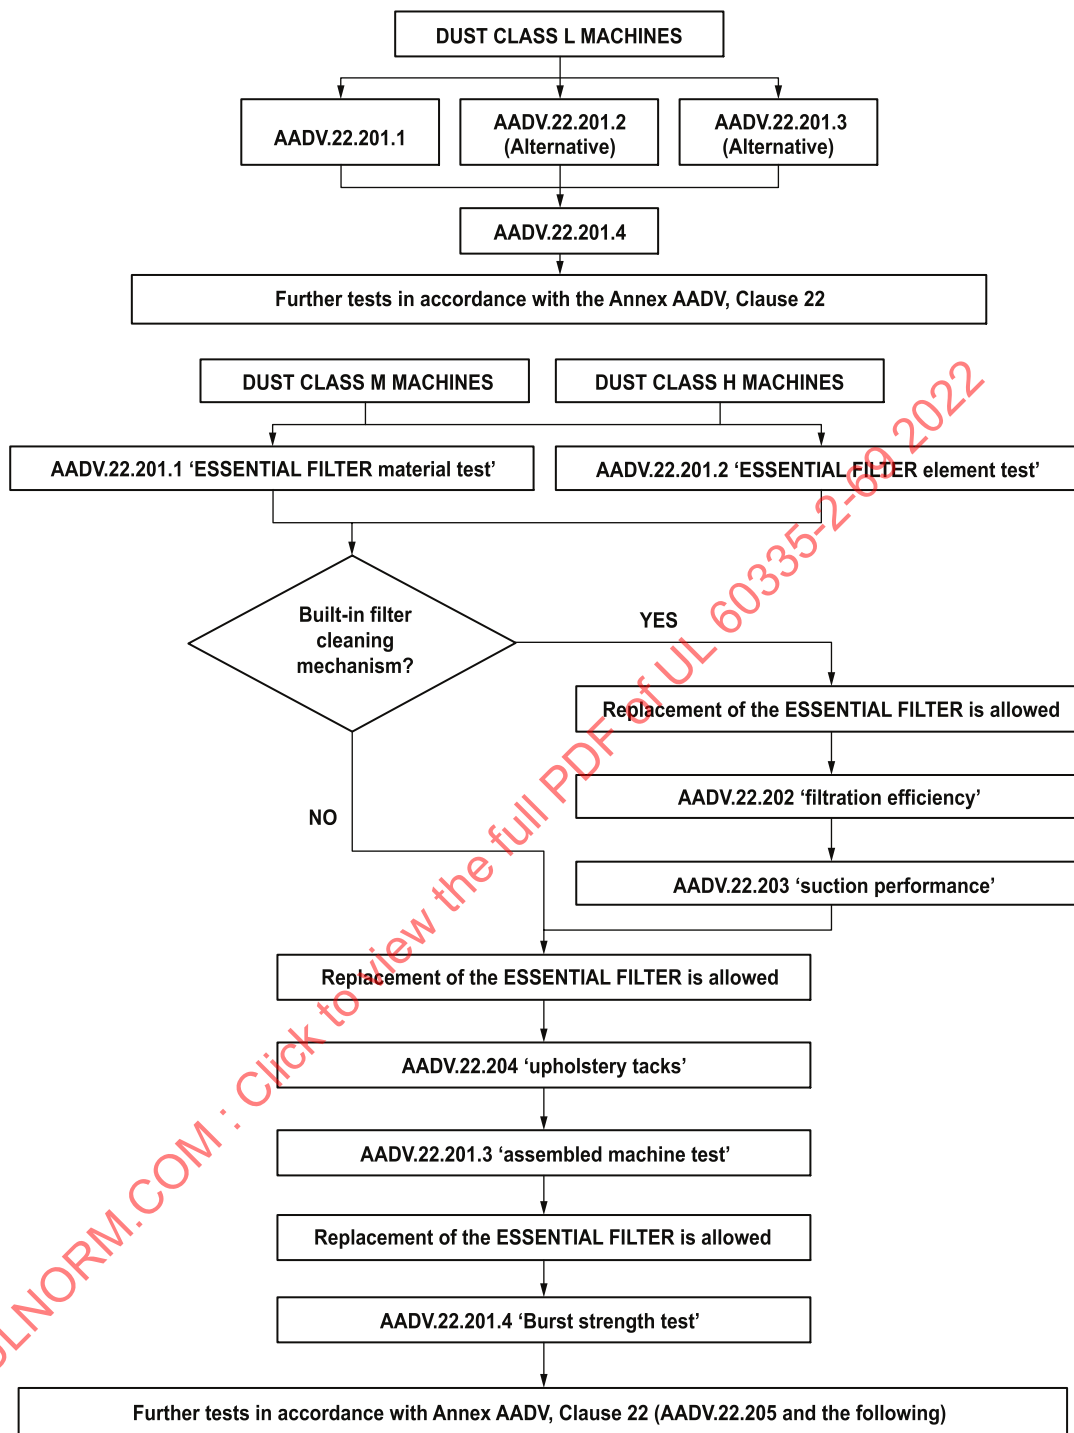 DUST CLASS L MACHINES
AADV.22.201.1
AADV.22.201.2
(Alternative)
AADV.22.201.3
(Alternative)
AADV.22.201.4
Further tests in accordance with the Annex AADV, Clause 22
DUST CLASS M MACHINES
DUST CLASS H MACHINES
AADV.22.201.1 ‘ESSENTIAL FILTER material test’
AADV.22.201.2 ‘ESSENTIAL FILTER element test’
Built-in filter
cleaning
mechanism?
YES
Replacement of the ESSENTIAL FILTER is allowed
AADV.22.202 ‘filtration efficiency’
NO
AADV.22.203 ‘suction performance’
Replacement of the ESSENTIAL FILTER is allowed
AADV.22.204 ‘upholstery tacks’
AADV.22.201.3 ‘assembled machine test’
Replacement of the ESSENTIAL FILTER is allowed
AADV.22.201.4 ‘Burst strength test’
Further tests in accordance with Annex AADV, Clause 22 (AADV.22.205 and the following)
ULNORM.COM : Click to view the full PDF of UL 60335-2-69 2022